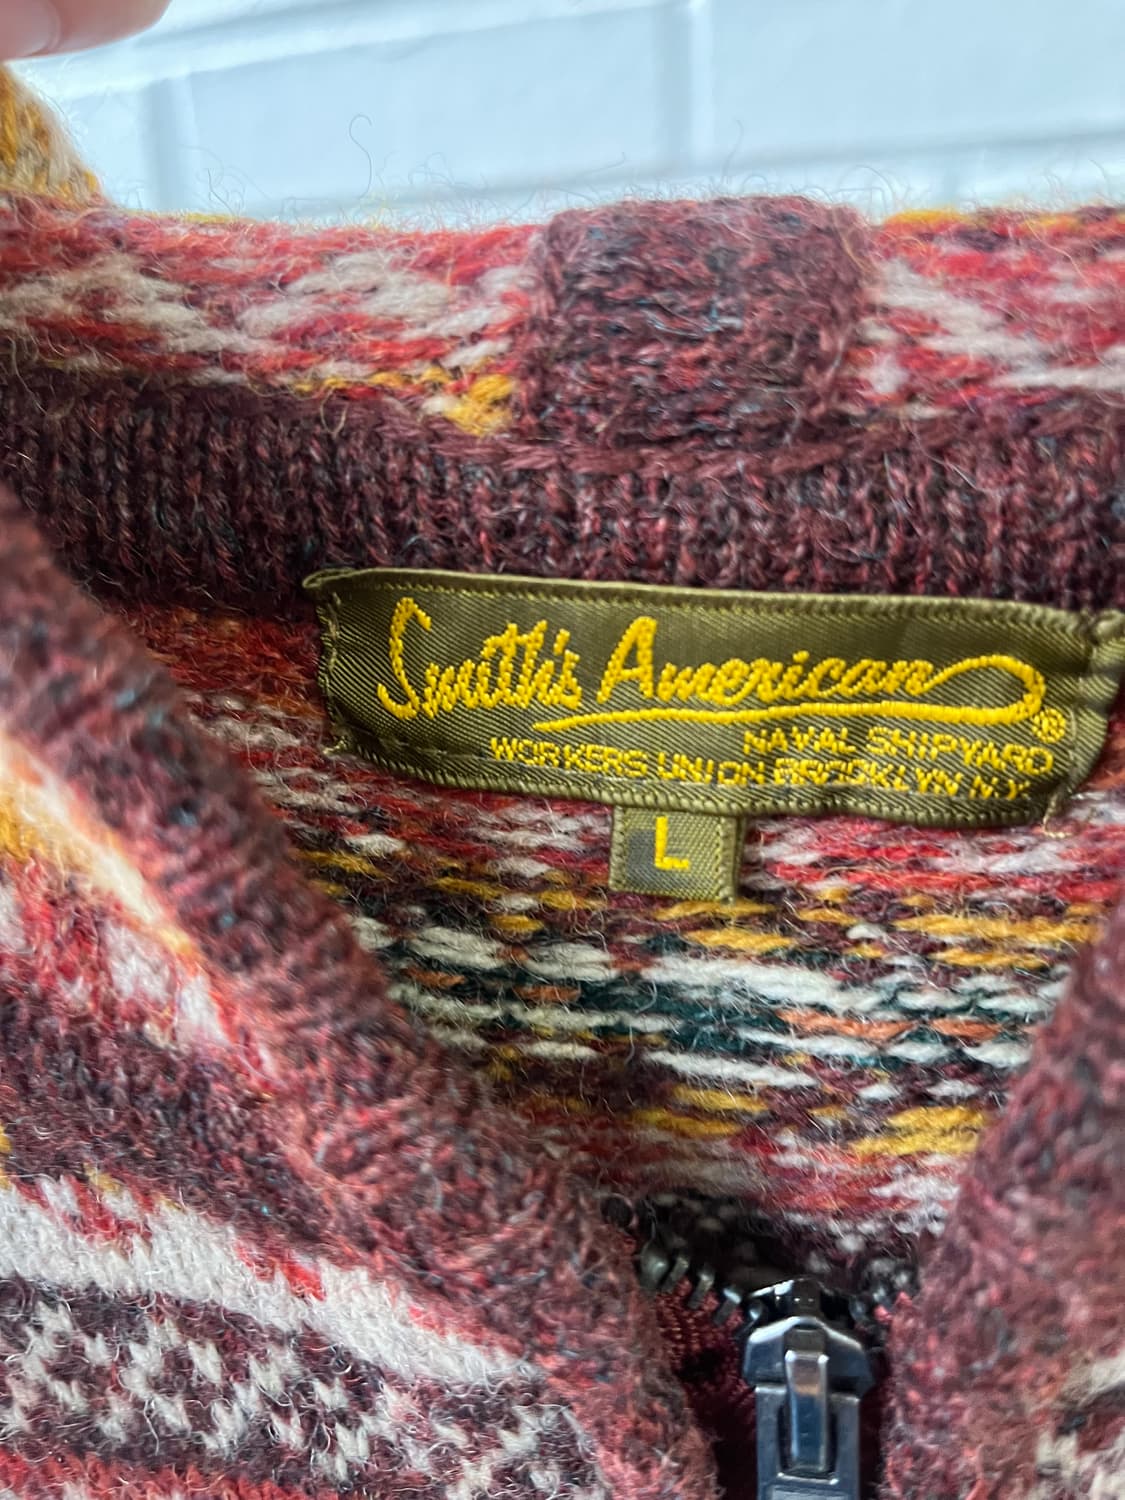 Smith's American®
NAVAL SHIPYARD
WORKERS UNION BROOKLYN N.Y.
L